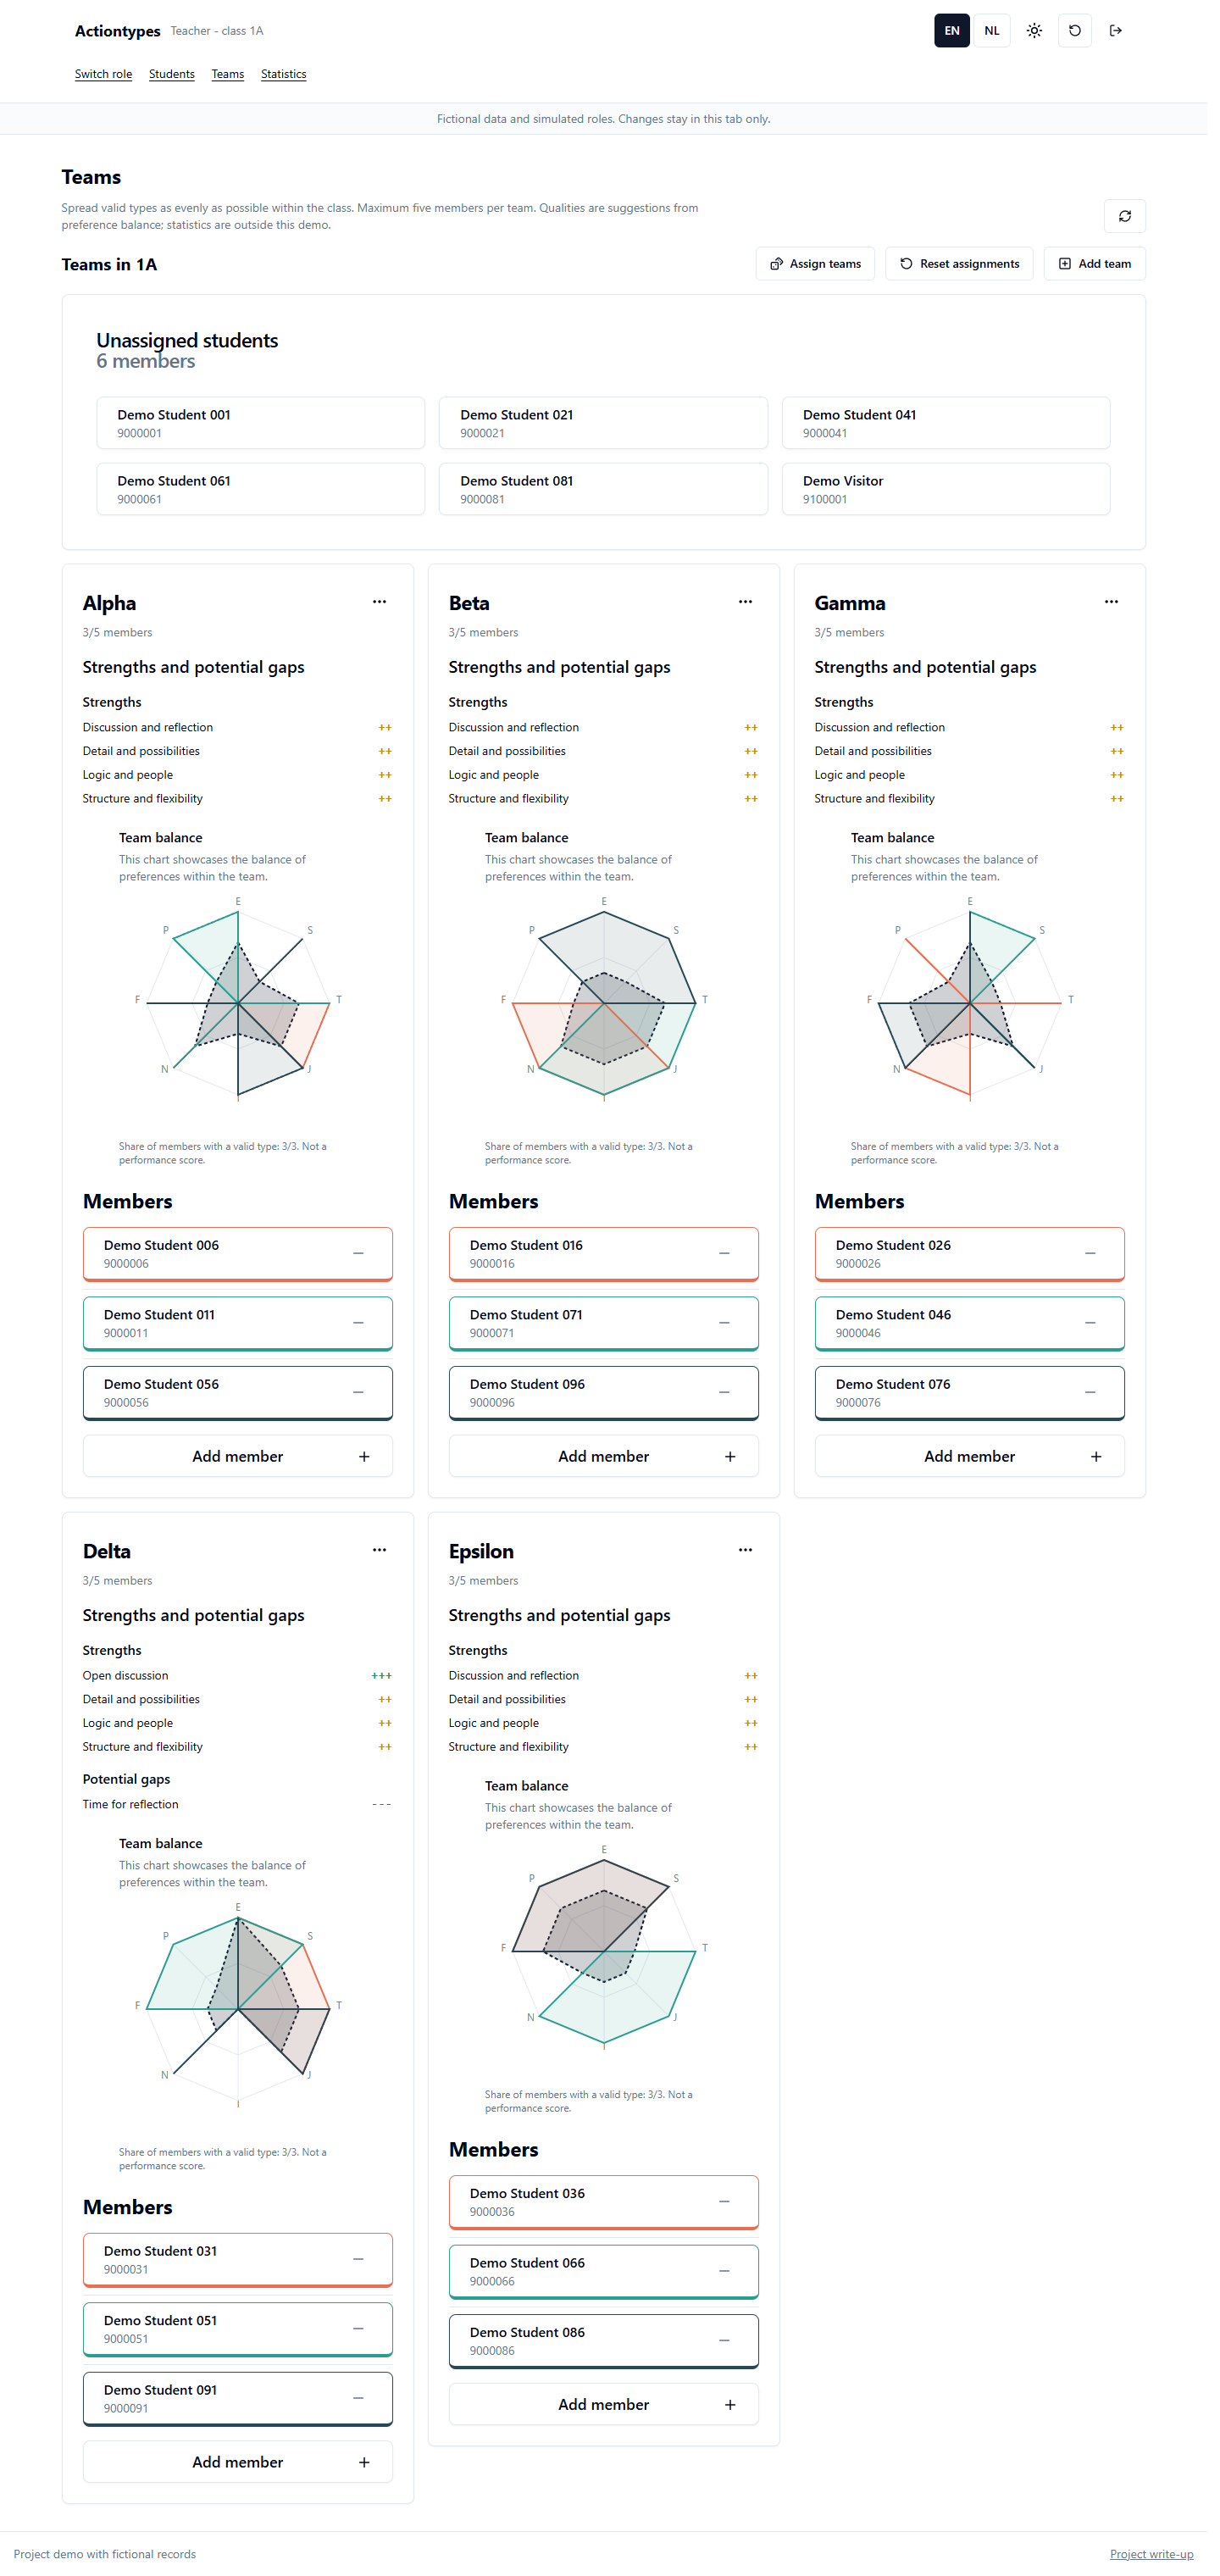 Actiontypes Teacher - class 1A
EN NL
Switch role Students Teams Statistics
Fictional data and simulated roles. Changes stay in this tab only.
Teams
Spread valid types as evenly as possible within the class. Maximum five members per team. Qualities are suggestions from
preference balance; statistics are outside this demo.
Teams in 1A
Assign teams
Reset assignments
Add team
Unassigned students
6 members
Demo Student 001
9000001
Demo Student 021
9000021
Demo Student 041
9000041
Demo Student 061
9000061
Demo Student 081
9000081
Demo Visitor
9100001
Alpha
3/5 members
Strengths and potential gaps
Strengths
Discussion and reflection ++
Detail and possibilities ++
Logic and people ++
Structure and flexibility ++
Team balance
This chart showcases the balance of
preferences within the team.
E
S
T
J
I
N
F
P
Share of members with a valid type: 3/3. Not a
performance score.
Members
Demo Student 006
9000006
Demo Student 011
9000011
Demo Student 056
9000056
Add member
Beta
3/5 members
Strengths and potential gaps
Strengths
Discussion and reflection ++
Detail and possibilities ++
Logic and people ++
Structure and flexibility ++
Team balance
This chart showcases the balance of
preferences within the team.
E
S
T
J
I
N
F
P
Share of members with a valid type: 3/3. Not a
performance score.
Members
Demo Student 016
9000016
Demo Student 071
9000071
Demo Student 096
9000096
Add member
Gamma
3/5 members
Strengths and potential gaps
Strengths
Discussion and reflection ++
Detail and possibilities ++
Logic and people ++
Structure and flexibility ++
Team balance
This chart showcases the balance of
preferences within the team.
E
S
T
J
I
N
F
P
Share of members with a valid type: 3/3. Not a
performance score.
Members
Demo Student 026
9000026
Demo Student 046
9000046
Demo Student 076
9000076
Add member
Delta
3/5 members
Strengths and potential gaps
Strengths
Open discussion +++
Detail and possibilities ++
Logic and people ++
Structure and flexibility ++
Potential gaps
Time for reflection ---
Team balance
This chart showcases the balance of
preferences within the team.
E
S
T
J
I
N
F
P
Share of members with a valid type: 3/3. Not a
performance score.
Members
Demo Student 031
9000031
Demo Student 051
9000051
Demo Student 091
9000091
Add member
Epsilon
3/5 members
Strengths and potential gaps
Strengths
Discussion and reflection ++
Detail and possibilities ++
Logic and people ++
Structure and flexibility ++
Team balance
This chart showcases the balance of
preferences within the team.
E
S
T
J
I
N
F
P
Share of members with a valid type: 3/3. Not a
performance score.
Members
Demo Student 036
9000036
Demo Student 066
9000066
Demo Student 086
9000086
Add member
Project demo with fictional records
Project write-up